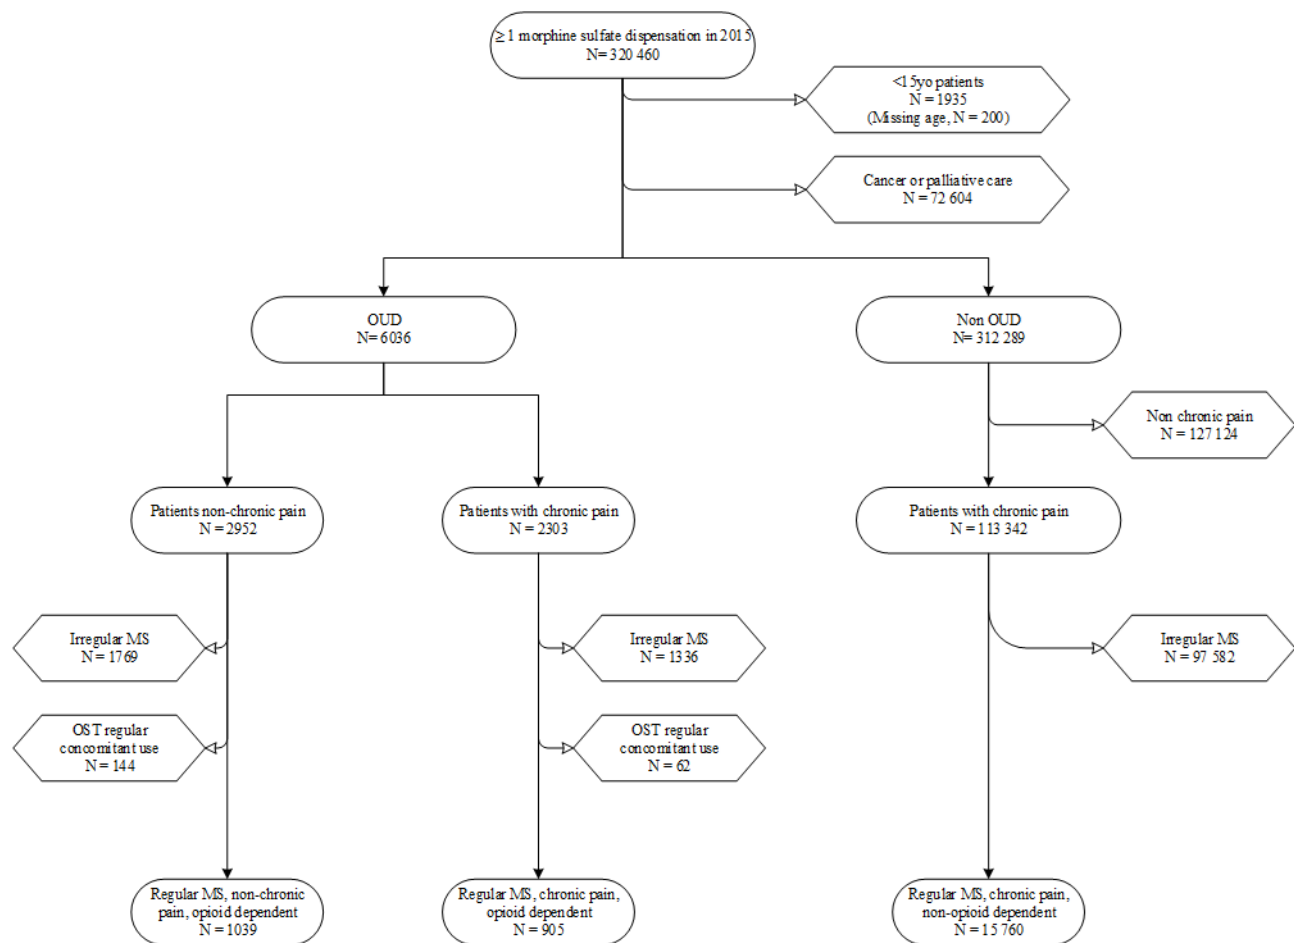 ≥ 1 morphine sulfate dispensation in 2015
N= 320 460
<15yo patients
N = 1935
(Missing age, N = 200)
Cancer or palliative care
N = 72 604
OUD
N= 6036
Non OUD
N= 312 289
Non chronic pain
N = 127 124
Patients non-chronic pain
N = 2952
Patients with chronic pain
N = 2303
Patients with chronic pain
N = 113 342
Irregular MS
N = 1769
Irregular MS
N = 1336
Irregular MS
N = 97 582
OST regular
concomitant use
N = 144
OST regular
concomitant use
N = 62
Regular MS, non-chronic
pain, opioid dependent
N = 1039
Regular MS, chronic pain,
opioid dependent
N = 905
Regular MS, chronic pain,
non-opioid dependent
N = 15 760